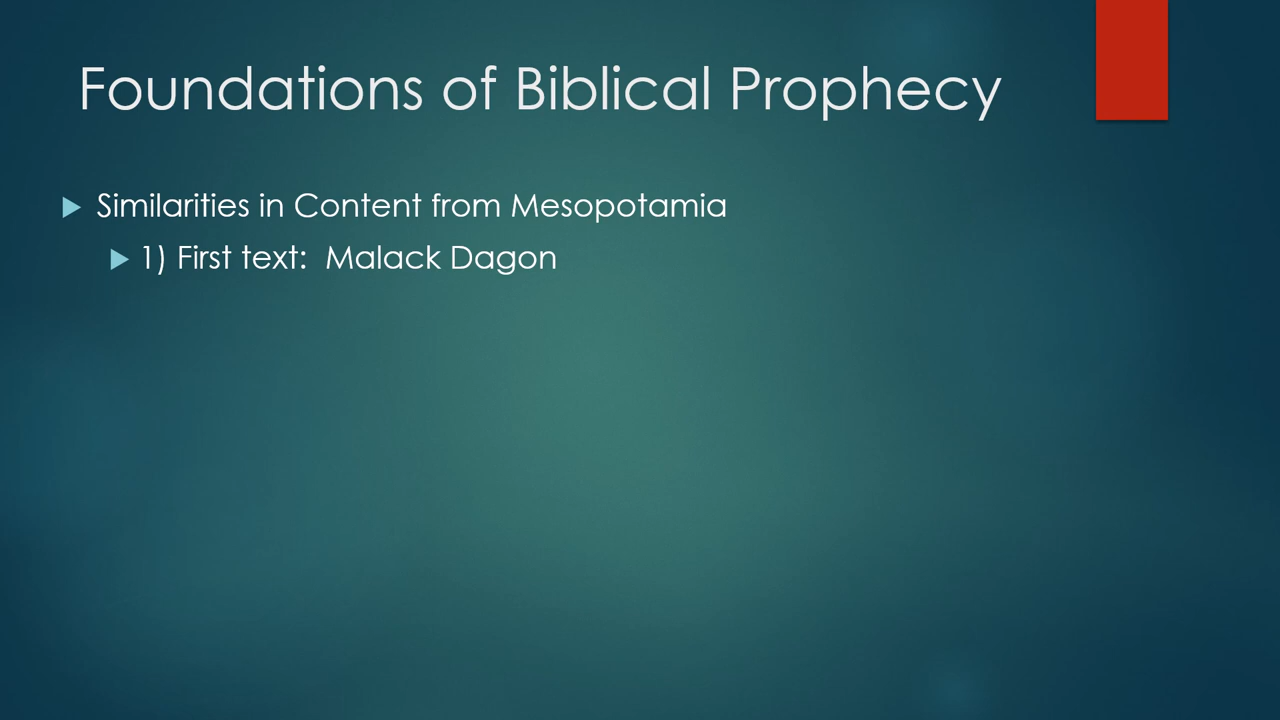 Foundations of Biblical Prophecy
Similarities in Content from Mesopotamia
1) First text:  Malack Dagon